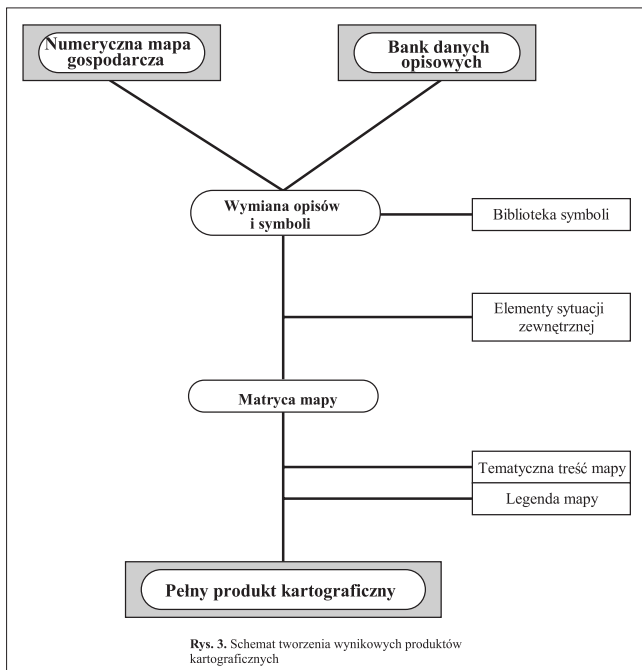 Numeryczna mapa
gospodarcza
Bank danych
opisowych
Wymiana opisów
i symboli
Biblioteka symboli
Elementy sytuacji
zewnętrznej
Matryca mapy
Tematyczna treść mapy
Legenda mapy
Pełny produkt kartograficzny
Rys. 3. Schemat tworzenia wynikowych produktów
kartograficznych